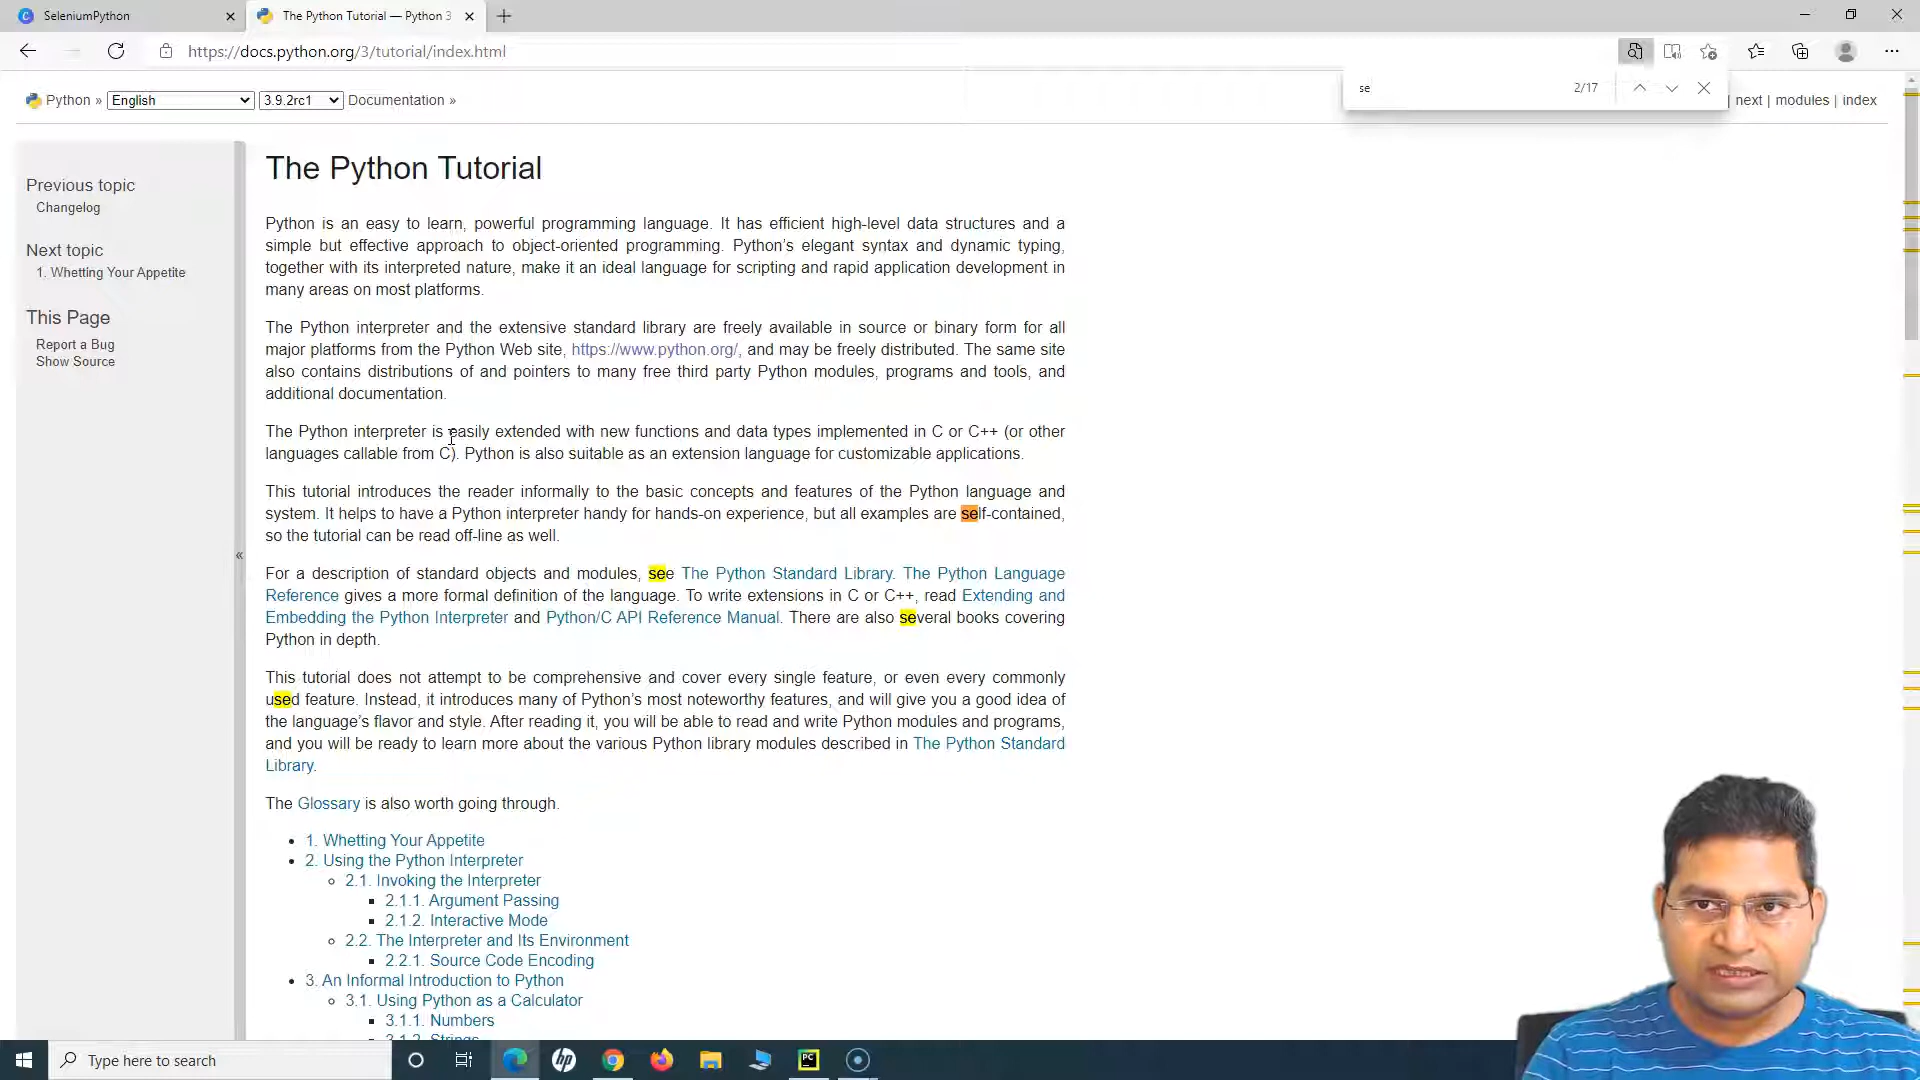 SeleniumPython
The Python Tutorial — Python 3
https://docs.python.org/3/tutorial/index.html
se
2/17
Python » English 3.9.2rc1 Documentation »
| next | modules | index
Previous topic
Changelog
Next topic
1. Whetting Your Appetite
This Page
Report a Bug
Show Source
«
The Python Tutorial
Python is an easy to learn, powerful programming language. It has efficient high-level data structures and a
simple but effective approach to object-oriented programming. Python's elegant syntax and dynamic typing,
together with its interpreted nature, make it an ideal language for scripting and rapid application development in
many areas on most platforms.
The Python interpreter and the extensive standard library are freely available in source or binary form for all
major platforms from the Python Web site, https://www.python.org/, and may be freely distributed. The same site
also contains distributions of and pointers to many free third party Python modules, programs and tools, and
additional documentation.
The Python interpreter is easily extended with new functions and data types implemented in C or C++ (or other
languages callable from C). Python is also suitable as an extension language for customizable applications.
This tutorial introduces the reader informally to the basic concepts and features of the Python language and
system. It helps to have a Python interpreter handy for hands-on experience, but all examples are self-contained,
so the tutorial can be read off-line as well.
For a description of standard objects and modules, see The Python Standard Library. The Python Language
Reference gives a more formal definition of the language. To write extensions in C or C++, read Extending and
Embedding the Python Interpreter and Python/C API Reference Manual. There are also several books covering
Python in depth.
This tutorial does not attempt to be comprehensive and cover every single feature, or even every commonly
used feature. Instead, it introduces many of Python's most noteworthy features, and will give you a good idea of
the language's flavor and style. After reading it, you will be able to read and write Python modules and programs,
and you will be ready to learn more about the various Python library modules described in The Python Standard
Library.
The Glossary is also worth going through.
1. Whetting Your Appetite
2. Using the Python Interpreter
2.1. Invoking the Interpreter
2.1.1. Argument Passing
2.1.2. Interactive Mode
2.2. The Interpreter and Its Environment
2.2.1. Source Code Encoding
3. An Informal Introduction to Python
3.1. Using Python as a Calculator
3.1.1. Numbers
3.1.2. Strings
Type here to search
hp
PC